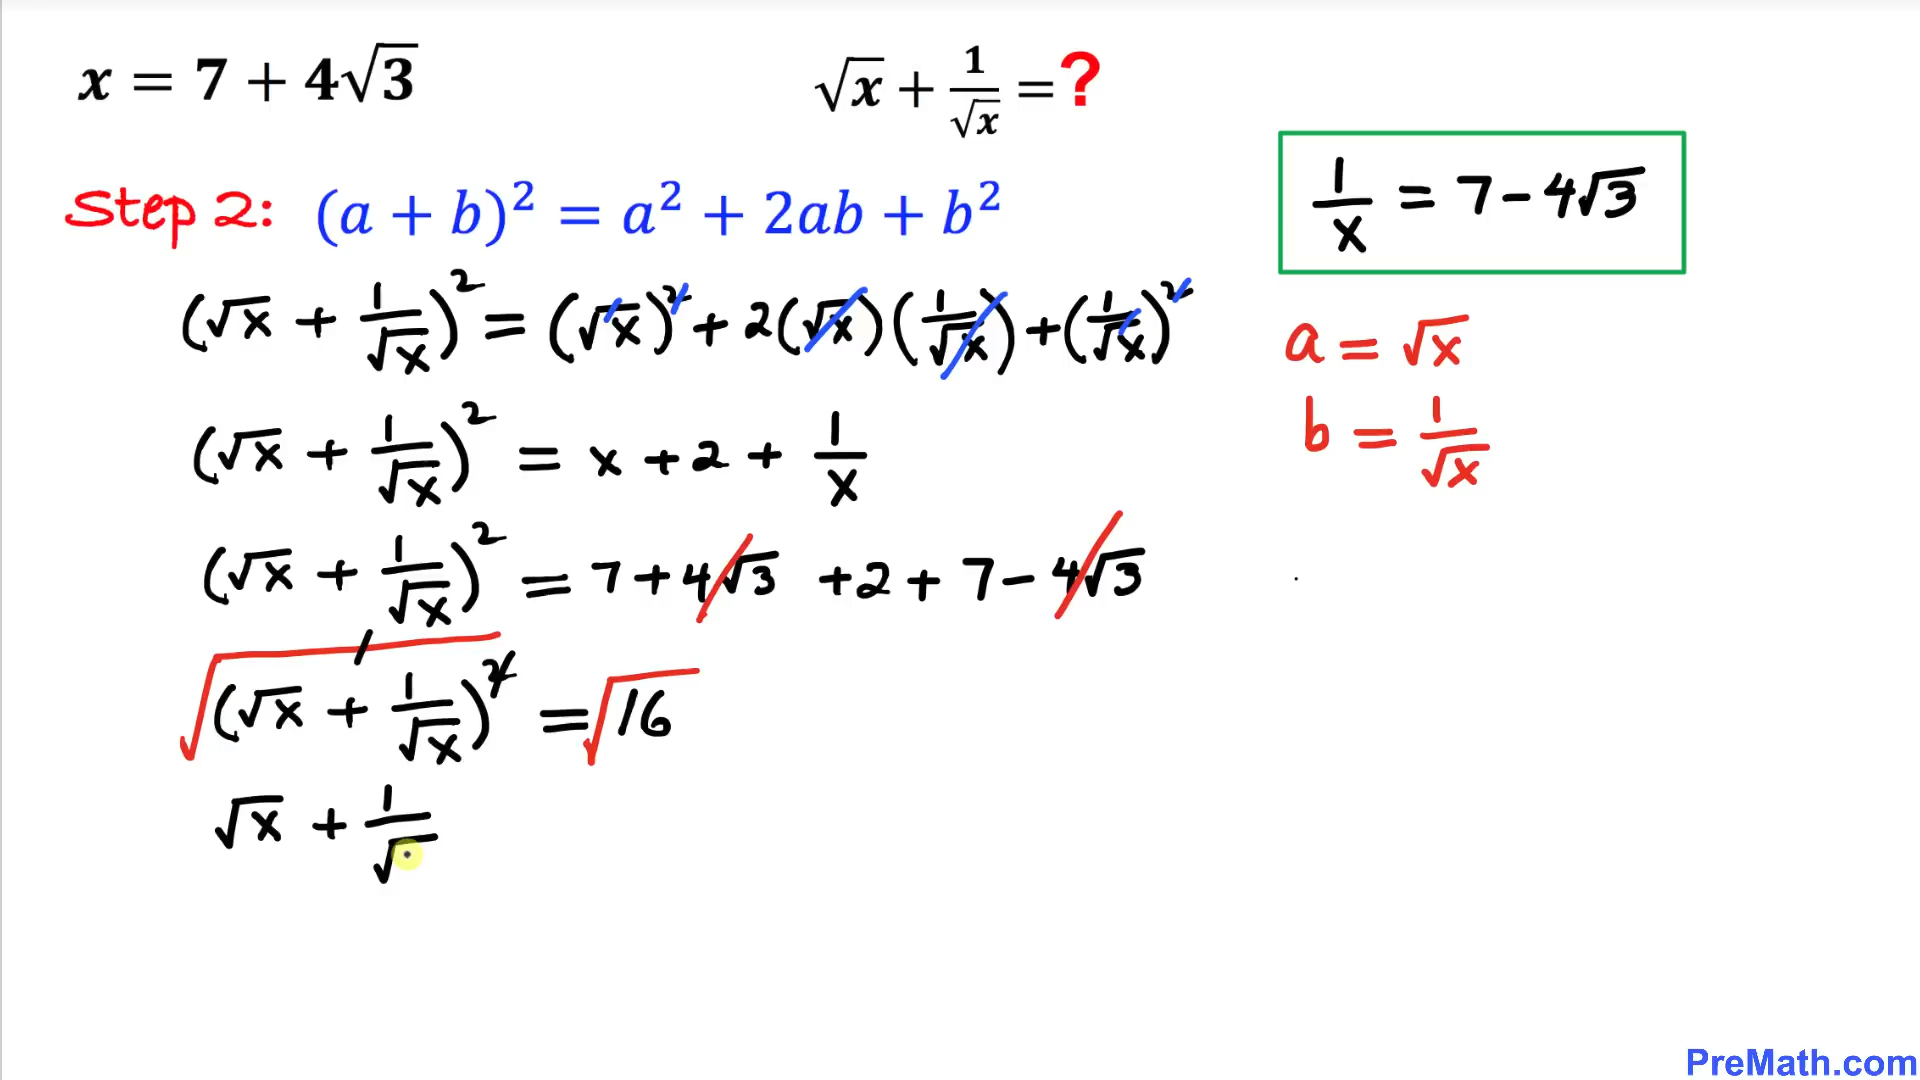 x = 7 + 4√3
√x + 1/√x = ?
1/x = 7 - 4√3
Step 2: (a + b)² = a² + 2ab + b²
(√x + 1/√x)² = (√x)² + 2(√x)(1/√x) + (1/√x)²
a = √x
b = 1/√x
(√x + 1/√x)² = x + 2 + 1/x
(√x + 1/√x)² = 7 + 4√3 + 2 + 7 - 4√3
√(√x + 1/√x)² = √16
√x + 1/√
PreMath.com